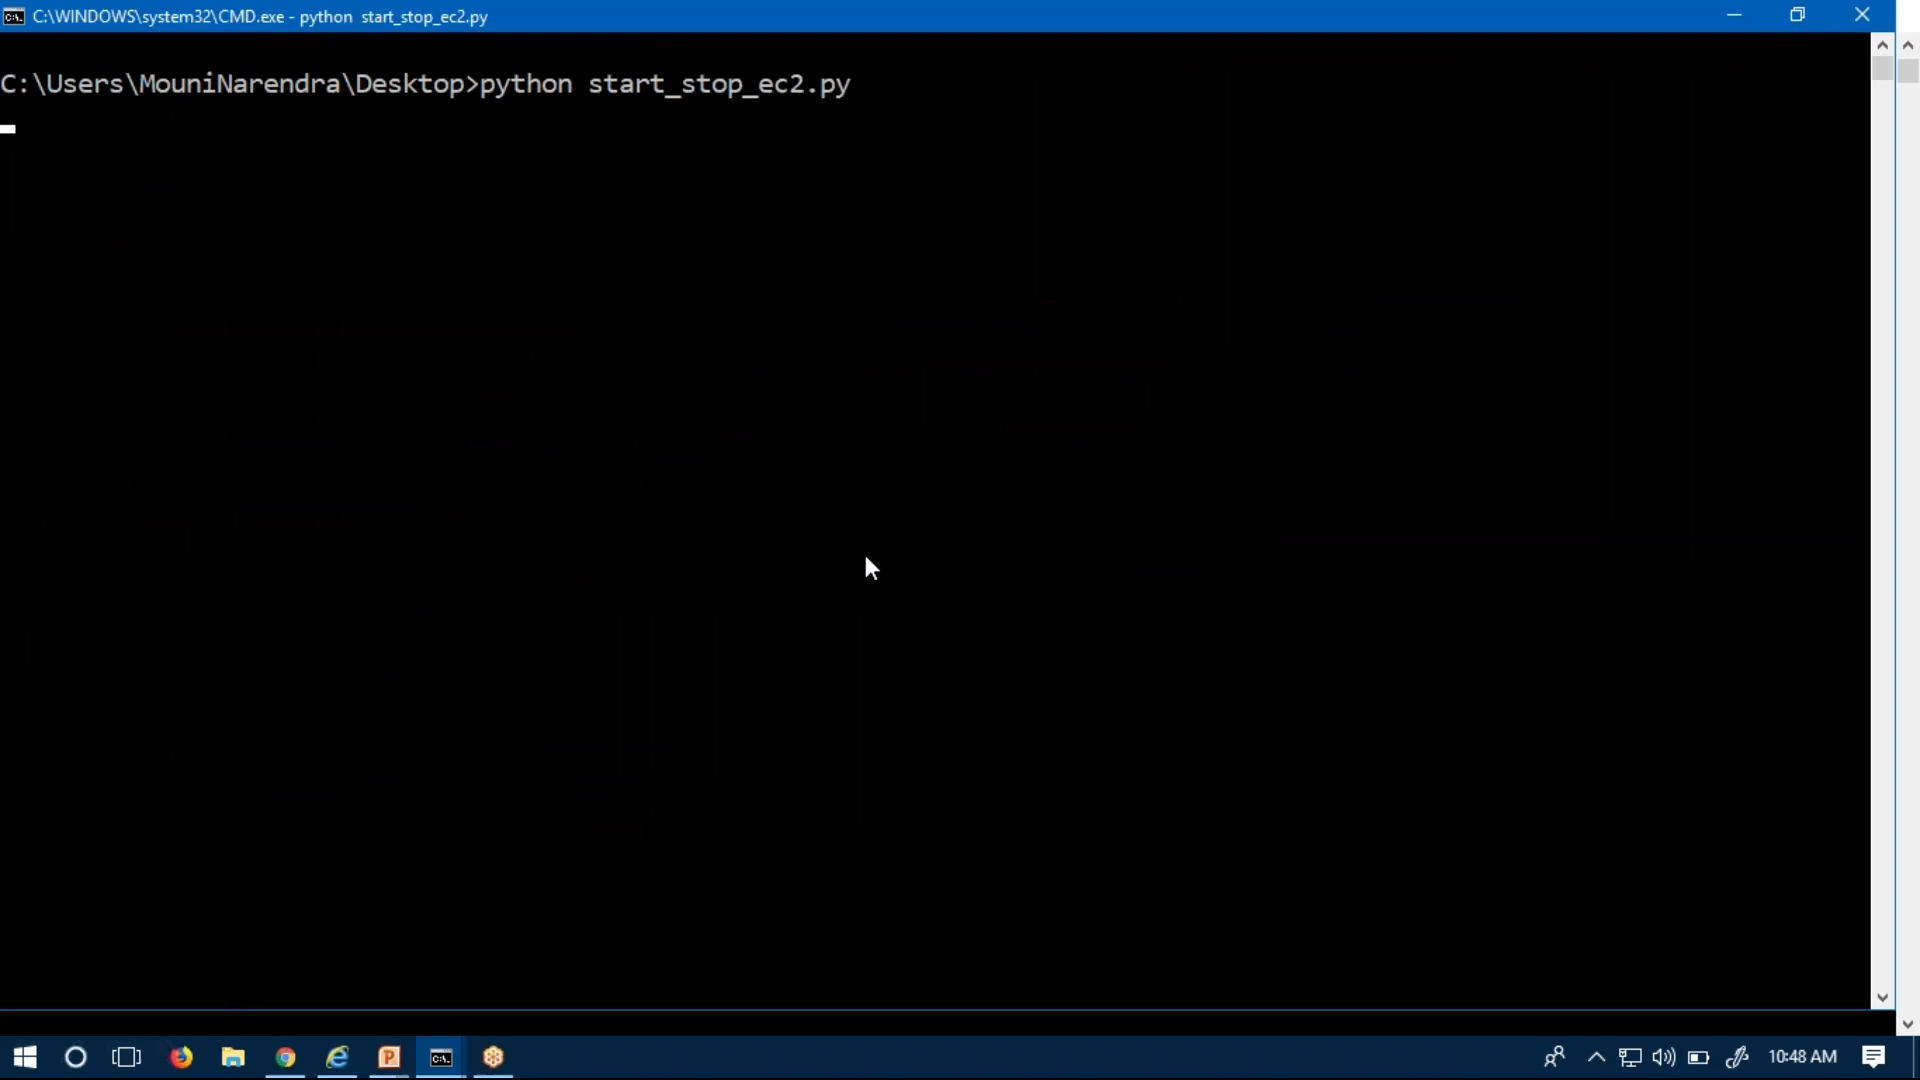 C:\WINDOWS\system32\CMD.exe - python  start_stop_ec2.py
C:\Users\MouniNarendra\Desktop>python start_stop_ec2.py
10:48 AM